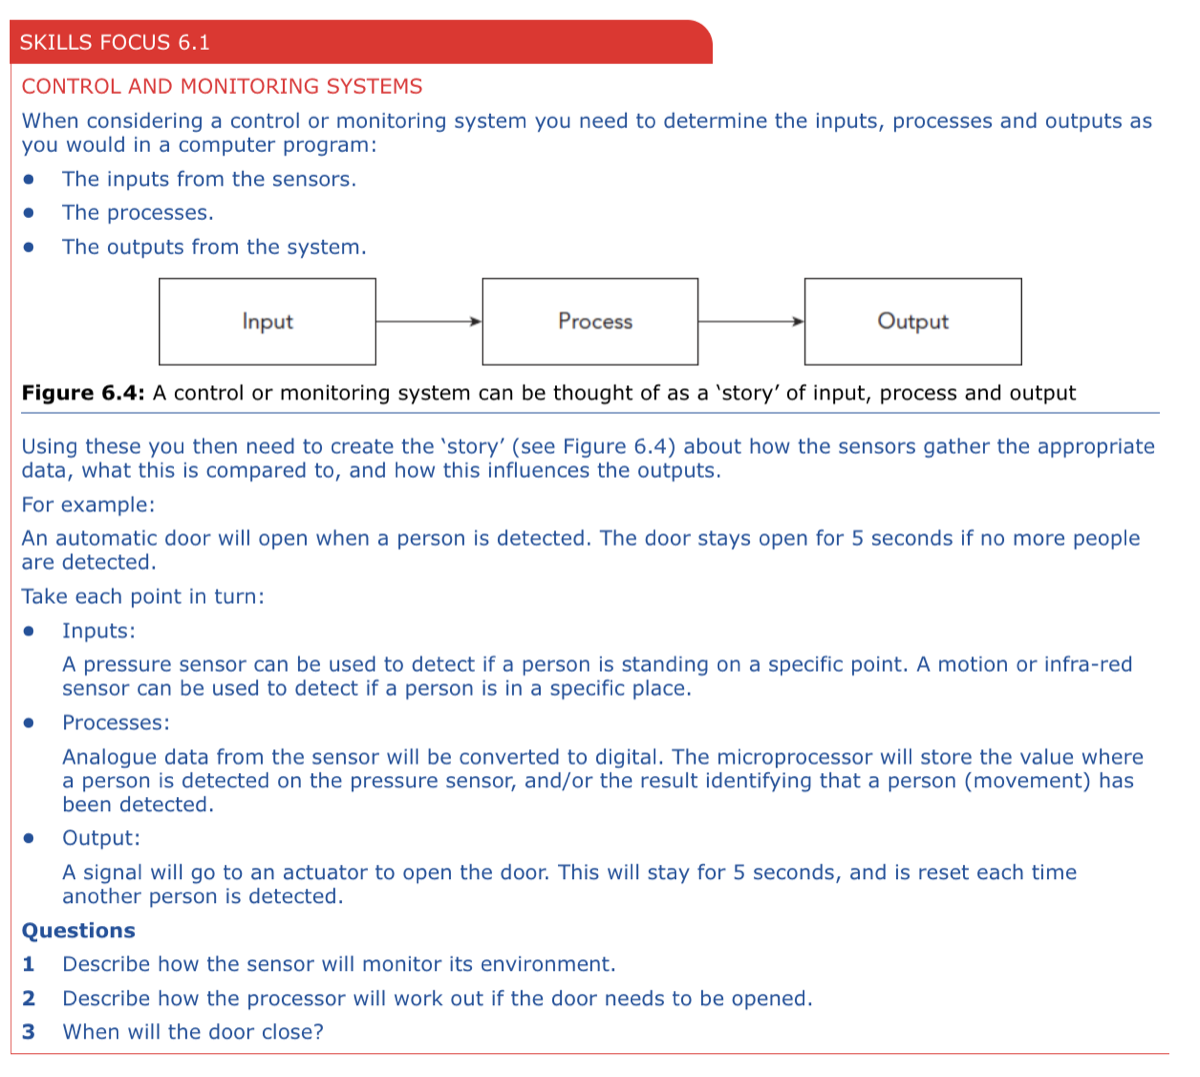 SKILLS FOCUS 6.1
CONTROL AND MONITORING SYSTEMS
When considering a control or monitoring system you need to determine the inputs, processes and outputs as
you would in a computer program:
● The inputs from the sensors.
● The processes.
● The outputs from the system.
Input Process Output
Figure 6.4: A control or monitoring system can be thought of as a ‘story’ of input, process and output
Using these you then need to create the ‘story’ (see Figure 6.4) about how the sensors gather the appropriate
data, what this is compared to, and how this influences the outputs.
For example:
An automatic door will open when a person is detected. The door stays open for 5 seconds if no more people
are detected.
Take each point in turn:
● Inputs:
A pressure sensor can be used to detect if a person is standing on a specific point. A motion or infra-red
sensor can be used to detect if a person is in a specific place.
● Processes:
Analogue data from the sensor will be converted to digital. The microprocessor will store the value where
a person is detected on the pressure sensor, and/or the result identifying that a person (movement) has
been detected.
● Output:
A signal will go to an actuator to open the door. This will stay for 5 seconds, and is reset each time
another person is detected.
Questions
1 Describe how the sensor will monitor its environment.
2 Describe how the processor will work out if the door needs to be opened.
3 When will the door close?